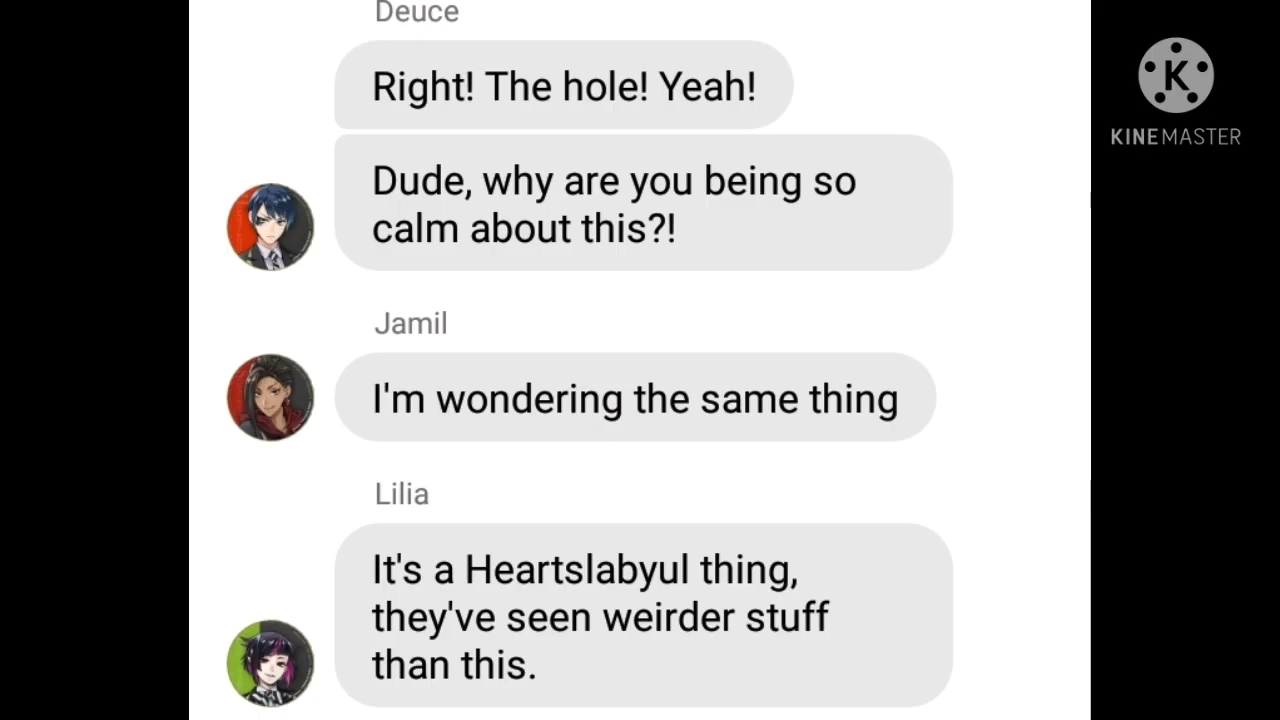 Deuce
Right! The hole! Yeah!
Dude, why are you being so
calm about this?!
Jamil
I'm wondering the same thing
Lilia
It's a Heartslabyul thing,
they've seen weirder stuff
than this.
K
KINEMASTER